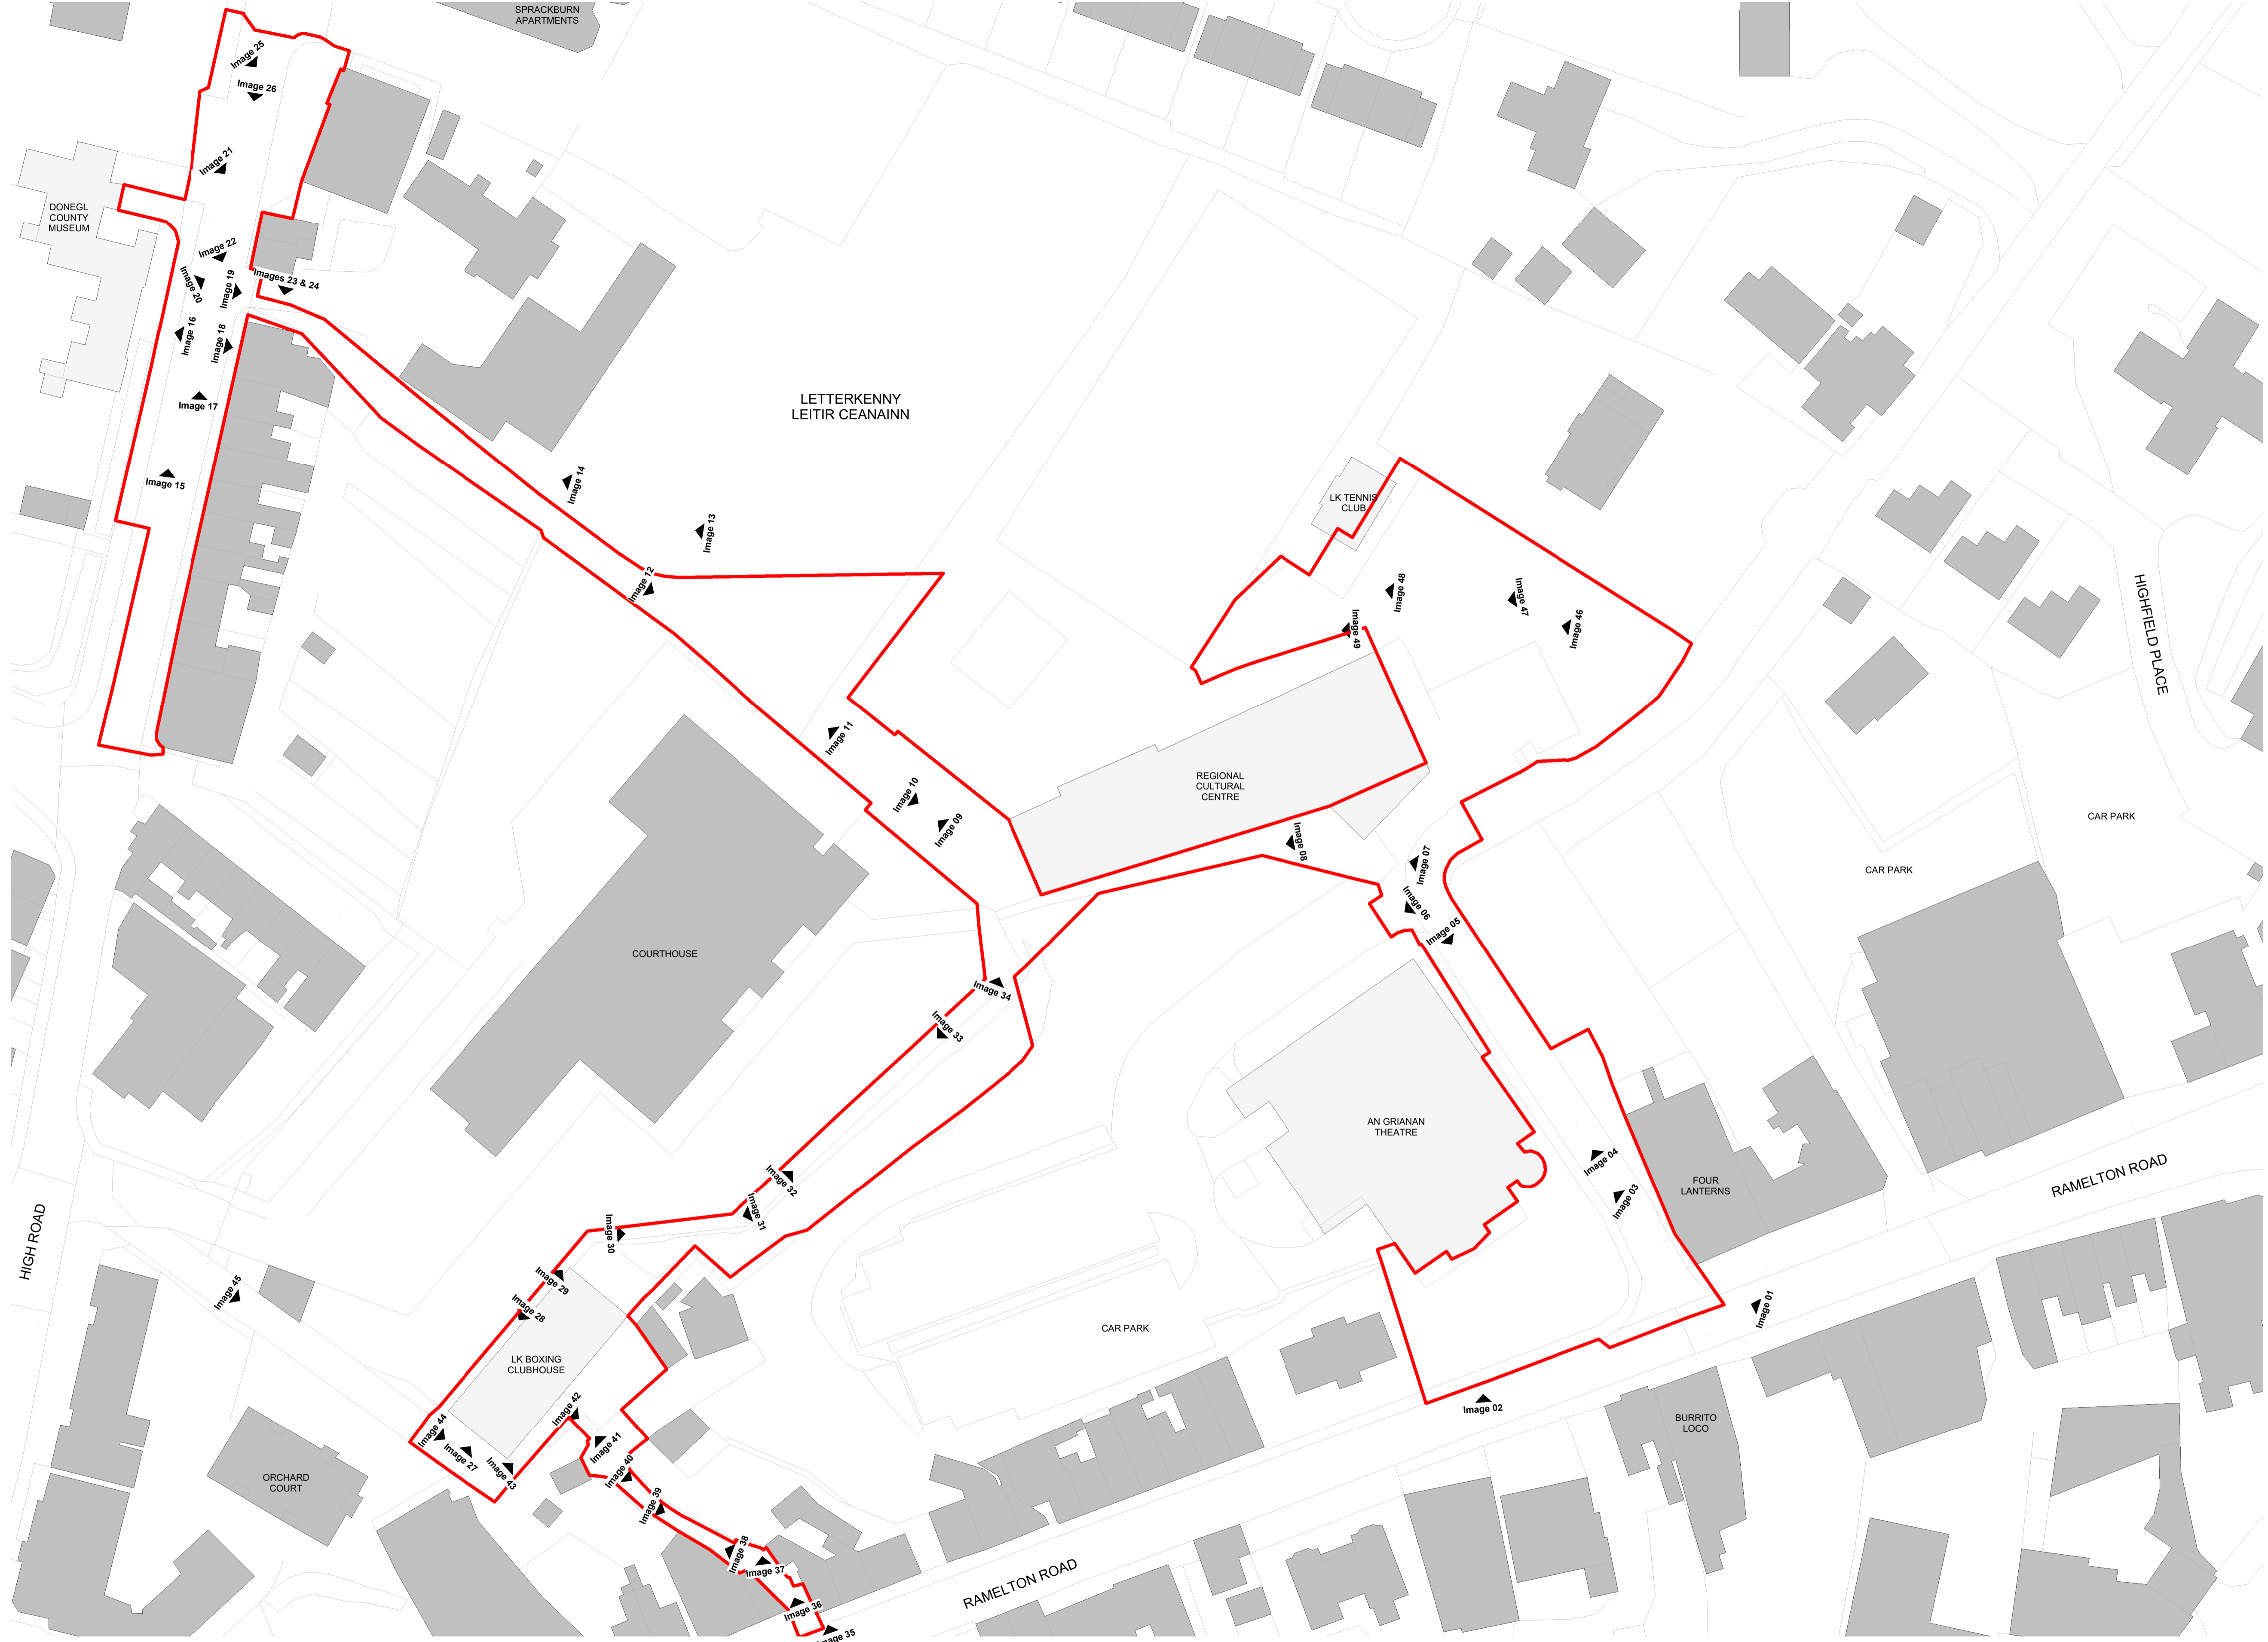 SPRACKBURN
APARTMENTS
Image 25
Image 26
Image 21
DONEGL
COUNTY
MUSEUM
Image 22
Image 20
Image 19
Images 23 & 24
Image 16
Image 18
Image 17
Image 15
LETTERKENNY
LEITIR CEANAINN
Image 14
Image 13
Image 12
LK TENNIS
CLUB
Image 48
Image 47
Image 46
Image 49
HIGHFIELD PLACE
Image 11
Image 10
Image 09
REGIONAL
CULTURAL
CENTRE
Image 08
Image 07
Image 06
Image 05
CAR PARK
CAR PARK
COURTHOUSE
Image 34
Image 33
Image 32
Image 31
Image 30
Image 29
Image 28
AN GRIANAN
THEATRE
Image 04
Image 03
FOUR
LANTERNS
RAMELTON ROAD
HIGH ROAD
Image 45
Image 01
CAR PARK
LK BOXING
CLUBHOUSE
Image 02
BURRITO
LOCO
Image 42
Image 44
Image 27
Image 43
Image 41
Image 40
Image 39
ORCHARD
COURT
Image 38
Image 37
Image 36
Image 35
RAMELTON ROAD